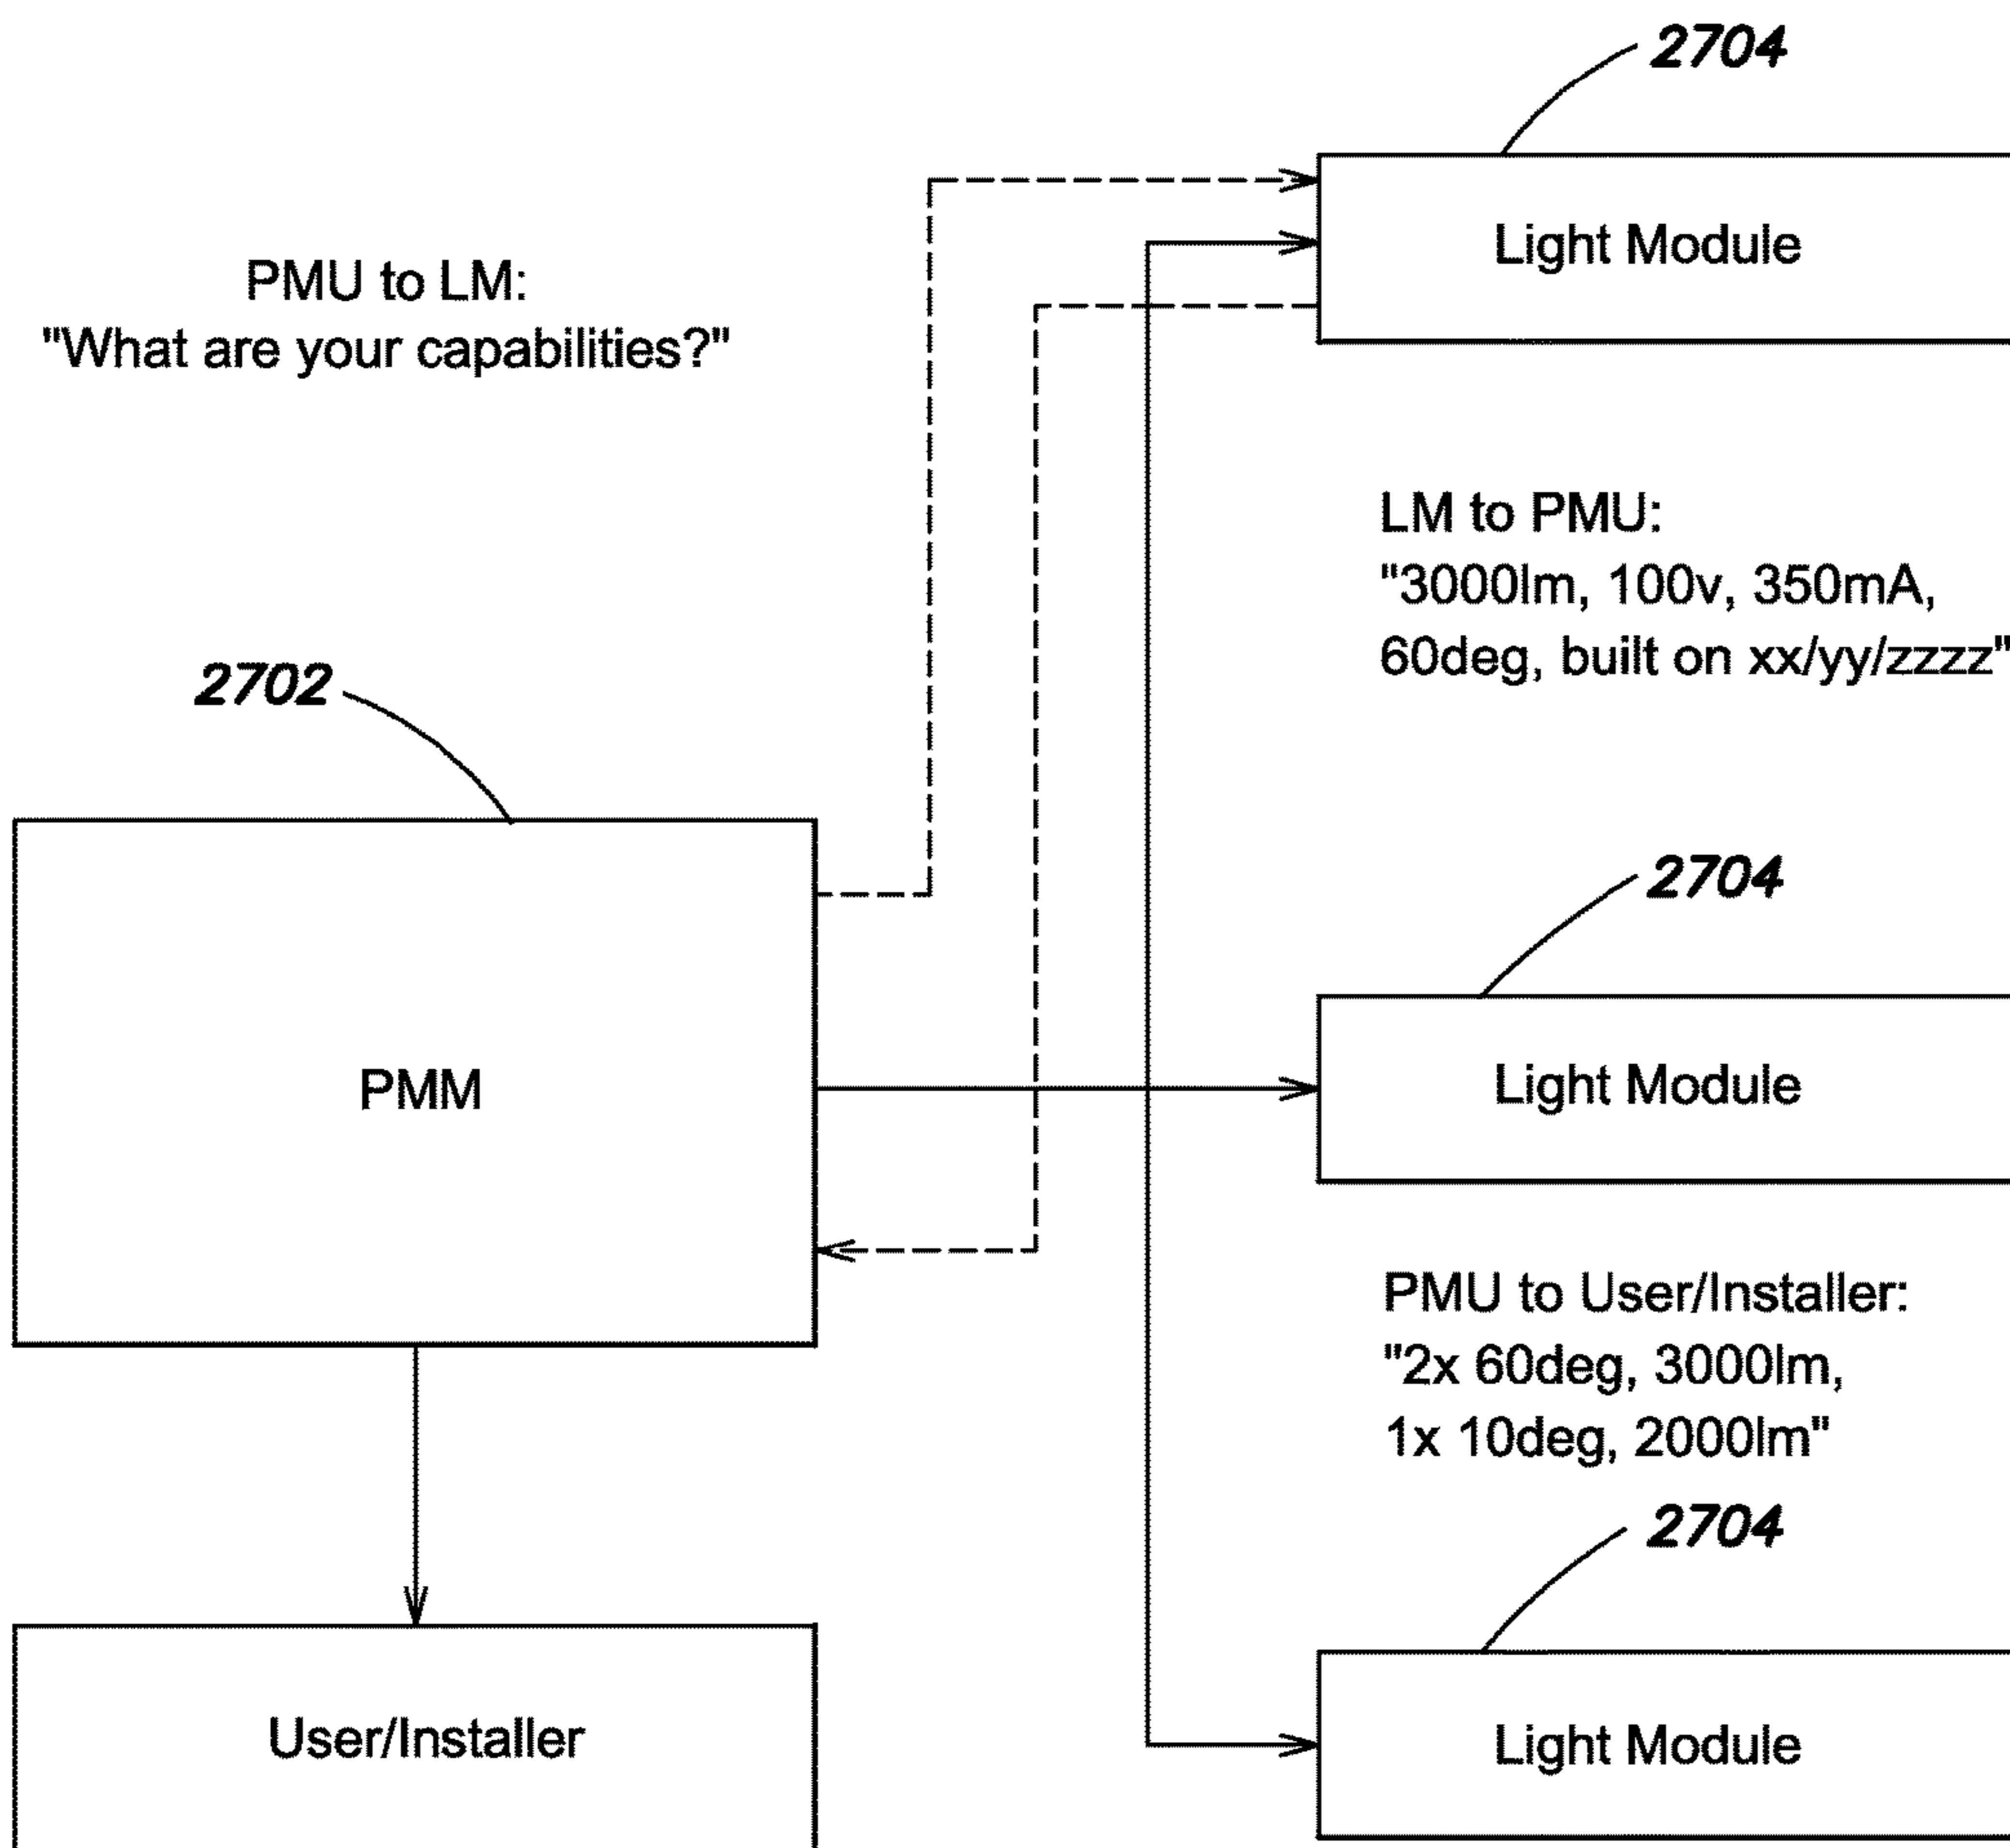 2704
Light Module
PMU to LM:
"What are your capabilities?"
LM to PMU:
"3000lm, 100v, 350mA,
60deg, built on xx/yy/zzzz"
2702
PMM
2704
Light Module
PMU to User/Installer:
"2x 60deg, 3000lm,
1x 10deg, 2000lm"
2704
User/Installer
Light Module